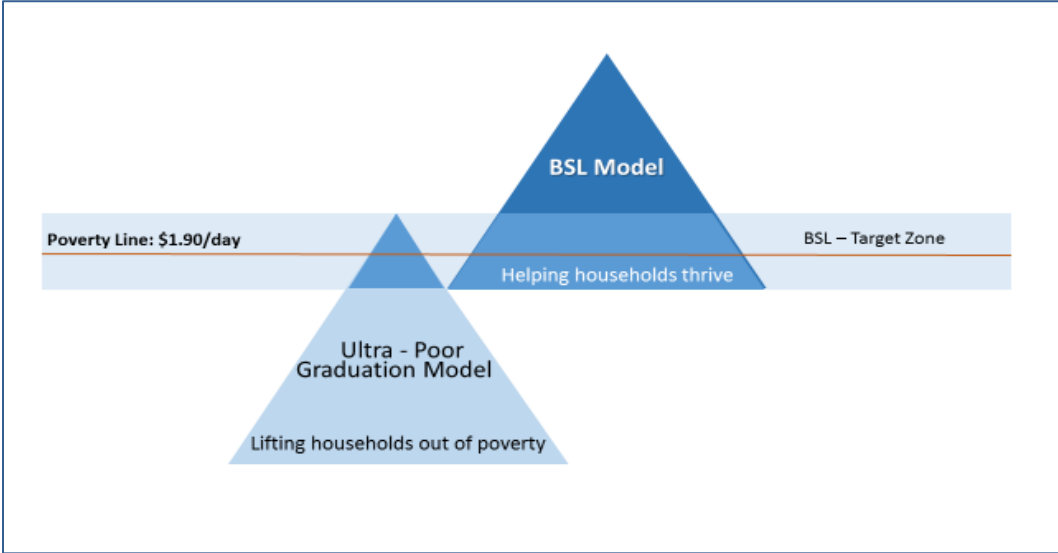 BSL Model
Poverty Line: $1.90/day
BSL – Target Zone
Helping households thrive
Ultra - Poor
Graduation Model
Lifting households out of poverty